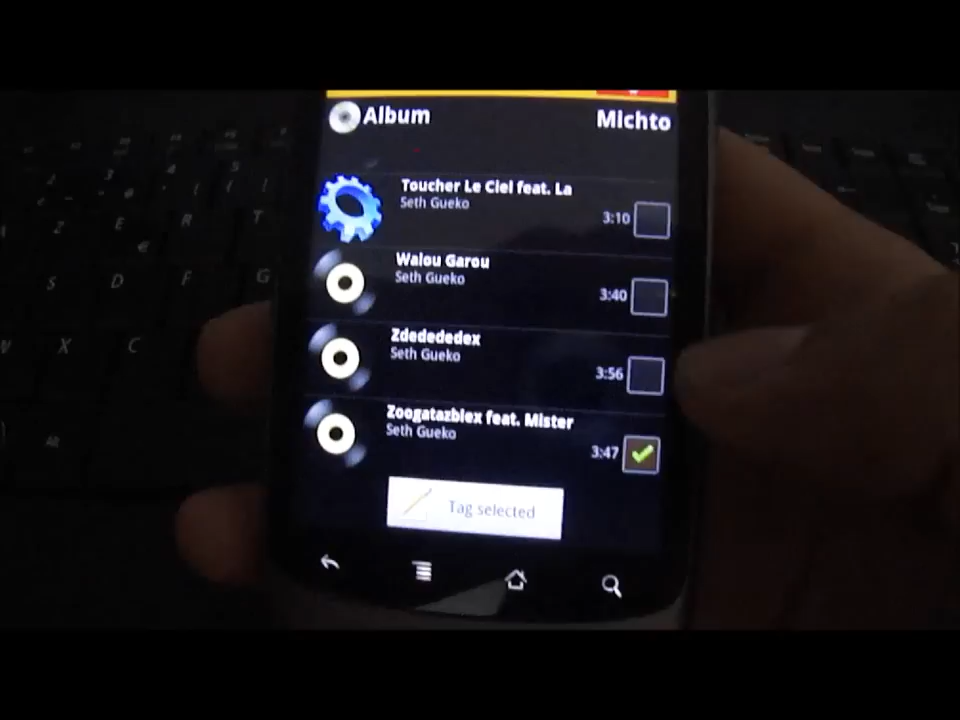 Album
Michto
Toucher Le Ciel feat. La
Seth Gueko
3:10
Walou Garou
Seth Gueko
3:40
Zdedededex
Seth Gueko
3:56
Zoogatazblex feat. Mister
Seth Gueko
3:47
Tag selected
E
R
T
€
S
D
F
G
X
C
Alt